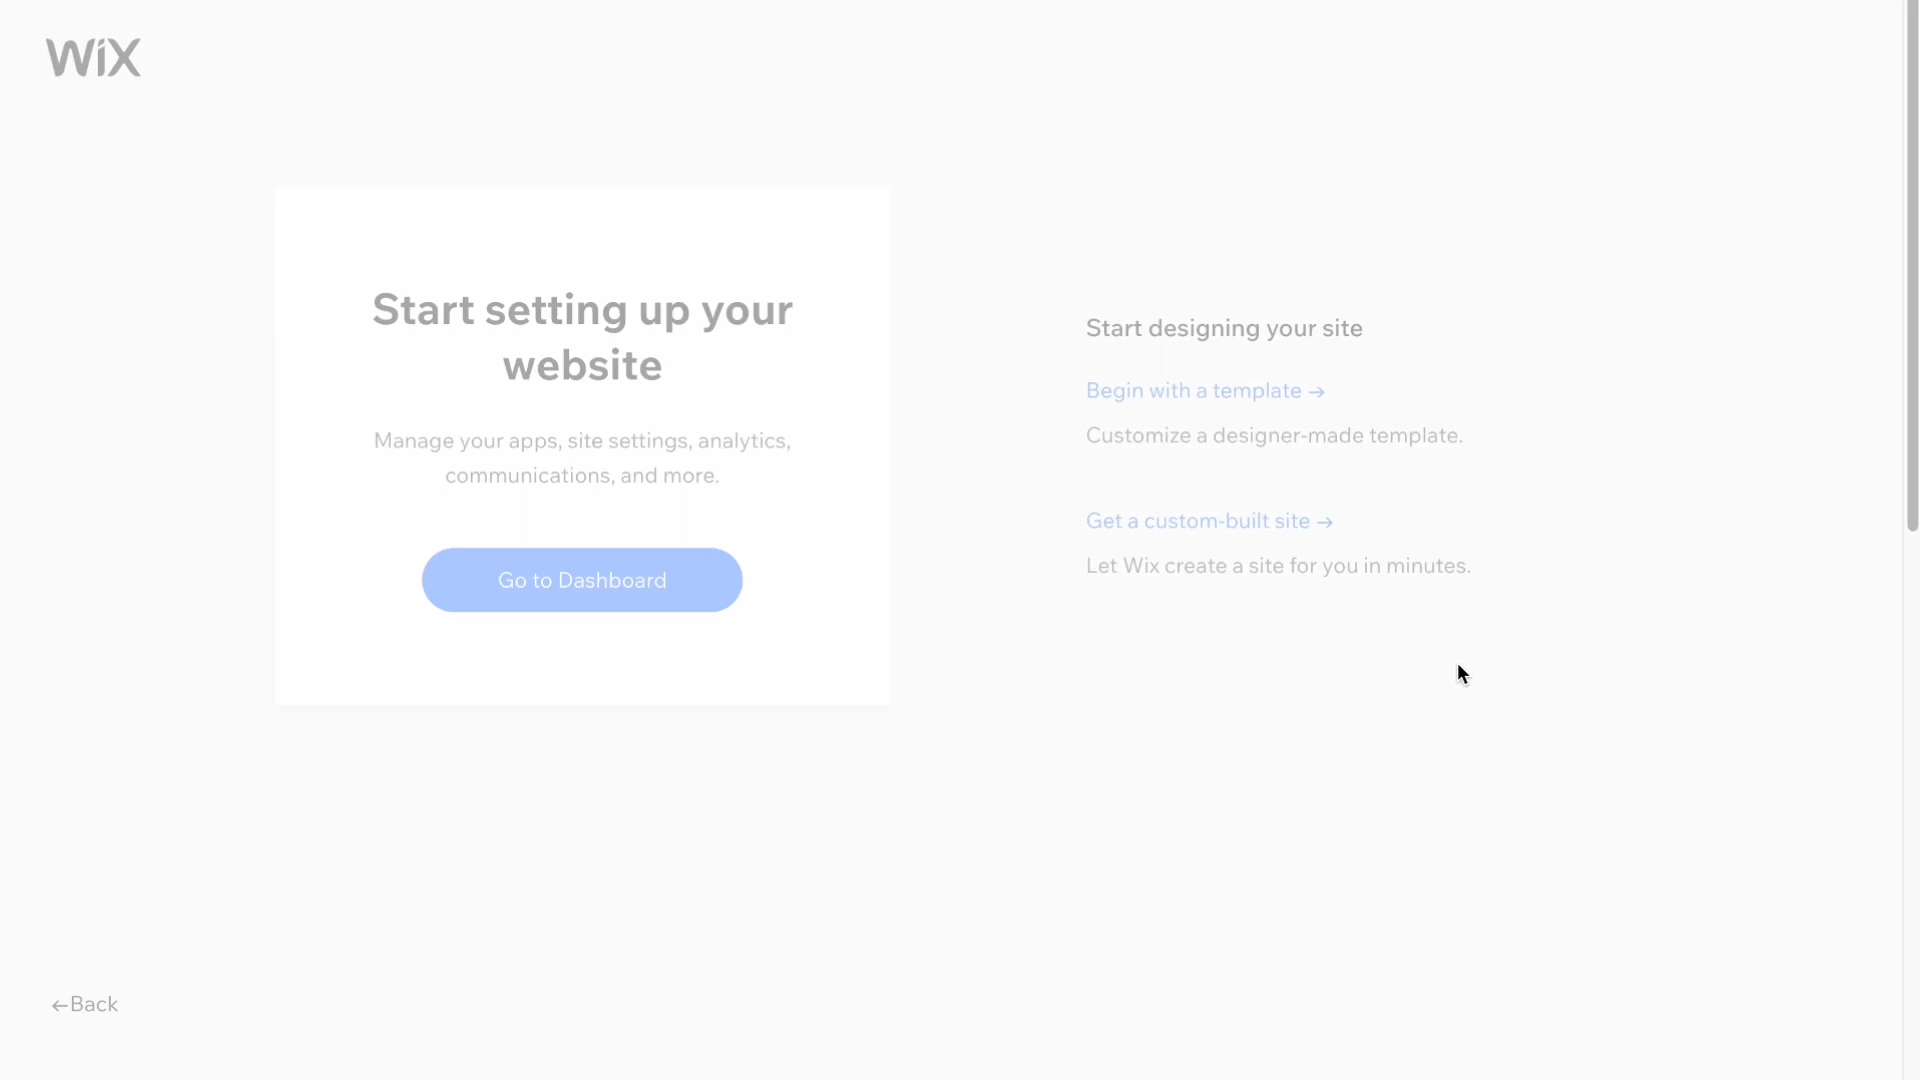 WiX
Start setting up your
website
Manage your apps, site settings, analytics,
communications, and more.
Go to Dashboard
Start designing your site
Begin with a template →
Customize a designer-made template.
Get a custom-built site →
Let Wix create a site for you in minutes.
←Back